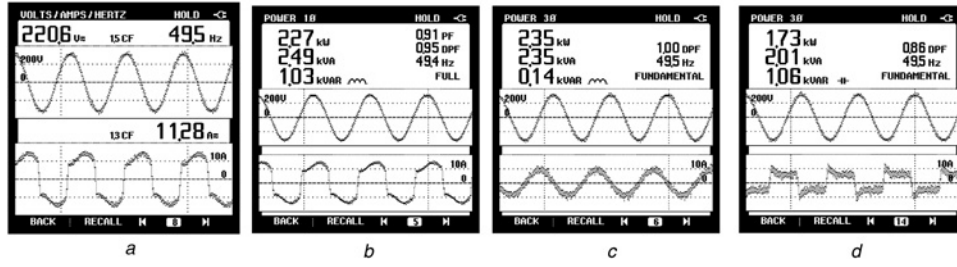 VOLTS/AMPS/HERTZ HOLD
220,6 V≂ 1,5 CF 49,5 Hz
200V
0
1,3 CF 11,28 A≂
10A
0
BACK RECALL 8
a
POWER 1Ø HOLD
2,27 kW 0,91 PF
2,49 kVA 0,95 DPF
1,03 kVAR 49,4 Hz
FULL
200V
0
10A
0
BACK RECALL 5
b
POWER 3Ø HOLD
2,35 kW
2,35 kVA 1,00 DPF
0,14 kVAR 49,5 Hz
FUNDAMENTAL
200V
0
10A
0
BACK RECALL 6
c
POWER 3Ø HOLD
1,73 kW
2,01 kVA 0,86 DPF
1,06 kVAR 49,5 Hz
FUNDAMENTAL
200V
0
10A
0
BACK RECALL 14
d